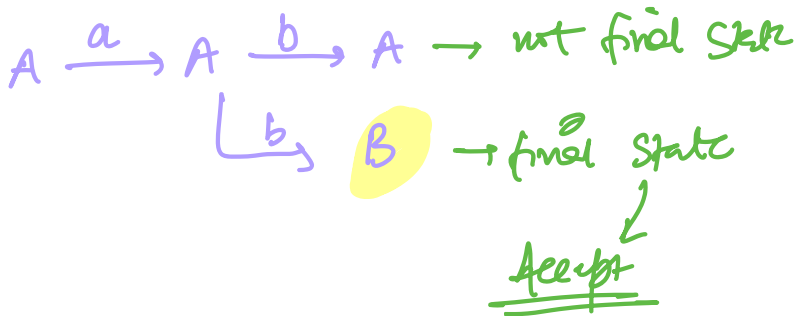 A a→ A b→ A → not final state
b→ B → final state
Accept